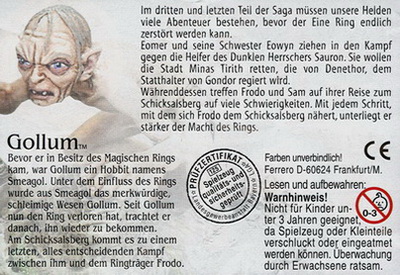 Im dritten und letzten Teil der Saga müssen unsere Helden
viele Abenteuer bestehen, bevor der Eine Ring endlich
zerstört werden kann.
Eomer und seine Schwester Eowyn ziehen in den Kampf
gegen die Helfer des Dunklen Herrschers Sauron. Sie wollen
die Stadt Minas Tirith retten, die von Denethor, dem
Statthalter von Gondor regiert wird.
Währenddessen treffen Frodo und Sam auf ihrer Reise zum
Schicksalsberg auf viele Schwierigkeiten. Mit jedem Schritt,
mit dem sich Frodo dem Schicksalsberg nähert, unterliegt er
stärker der Macht des Rings.
Gollum™
Bevor er in Besitz des Magischen Rings
kam, war Gollum ein Hobbit namens
Smeagol. Unter dem Einfluss des Rings
wurde aus Smeagol das merkwürdige,
schleimige Wesen Gollum. Seit Gollum
nun den Ring verloren hat, trachtet er
danach, ihn wieder zu bekommen.
Am Schicksalsberg kommt es zu einem
letzten, alles entscheidenden Kampf
zwischen ihm und dem Ringträger Frodo.
PRÜFZERTIFIKAT
Spielzeug
qualitäts- und
sicherheits-
geprüft
Landesgewerbeanstalt Bayern
Farben unverbindlich!
Ferrero D-60624 Frankfurt/M.
CE
Lesen und aufbewahren:
Warnhinweis!
Nicht für Kinder un-
ter 3 Jahre geeignet,
da Spielzeug oder Kleinteile
verschluckt oder eingeatmet
werden können. Überwachung
durch Erwachsene ratsam.
0-3